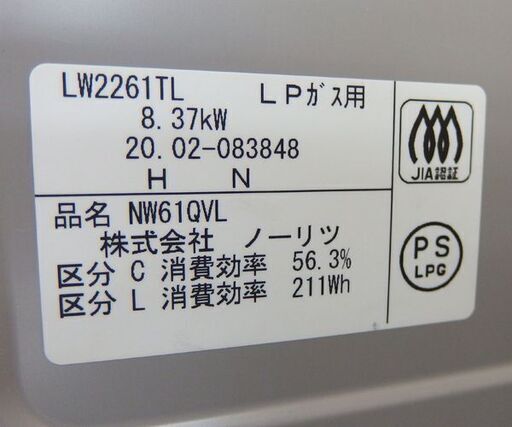 LW2261TL LPガス用
8.37kW
20.02-083848
H N
JIA認証
品名 NW61QVL
株式会社 ノーリツ
区分 C 消費効率 56.3%
区分 L 消費効率 211Wh
PS
LPG